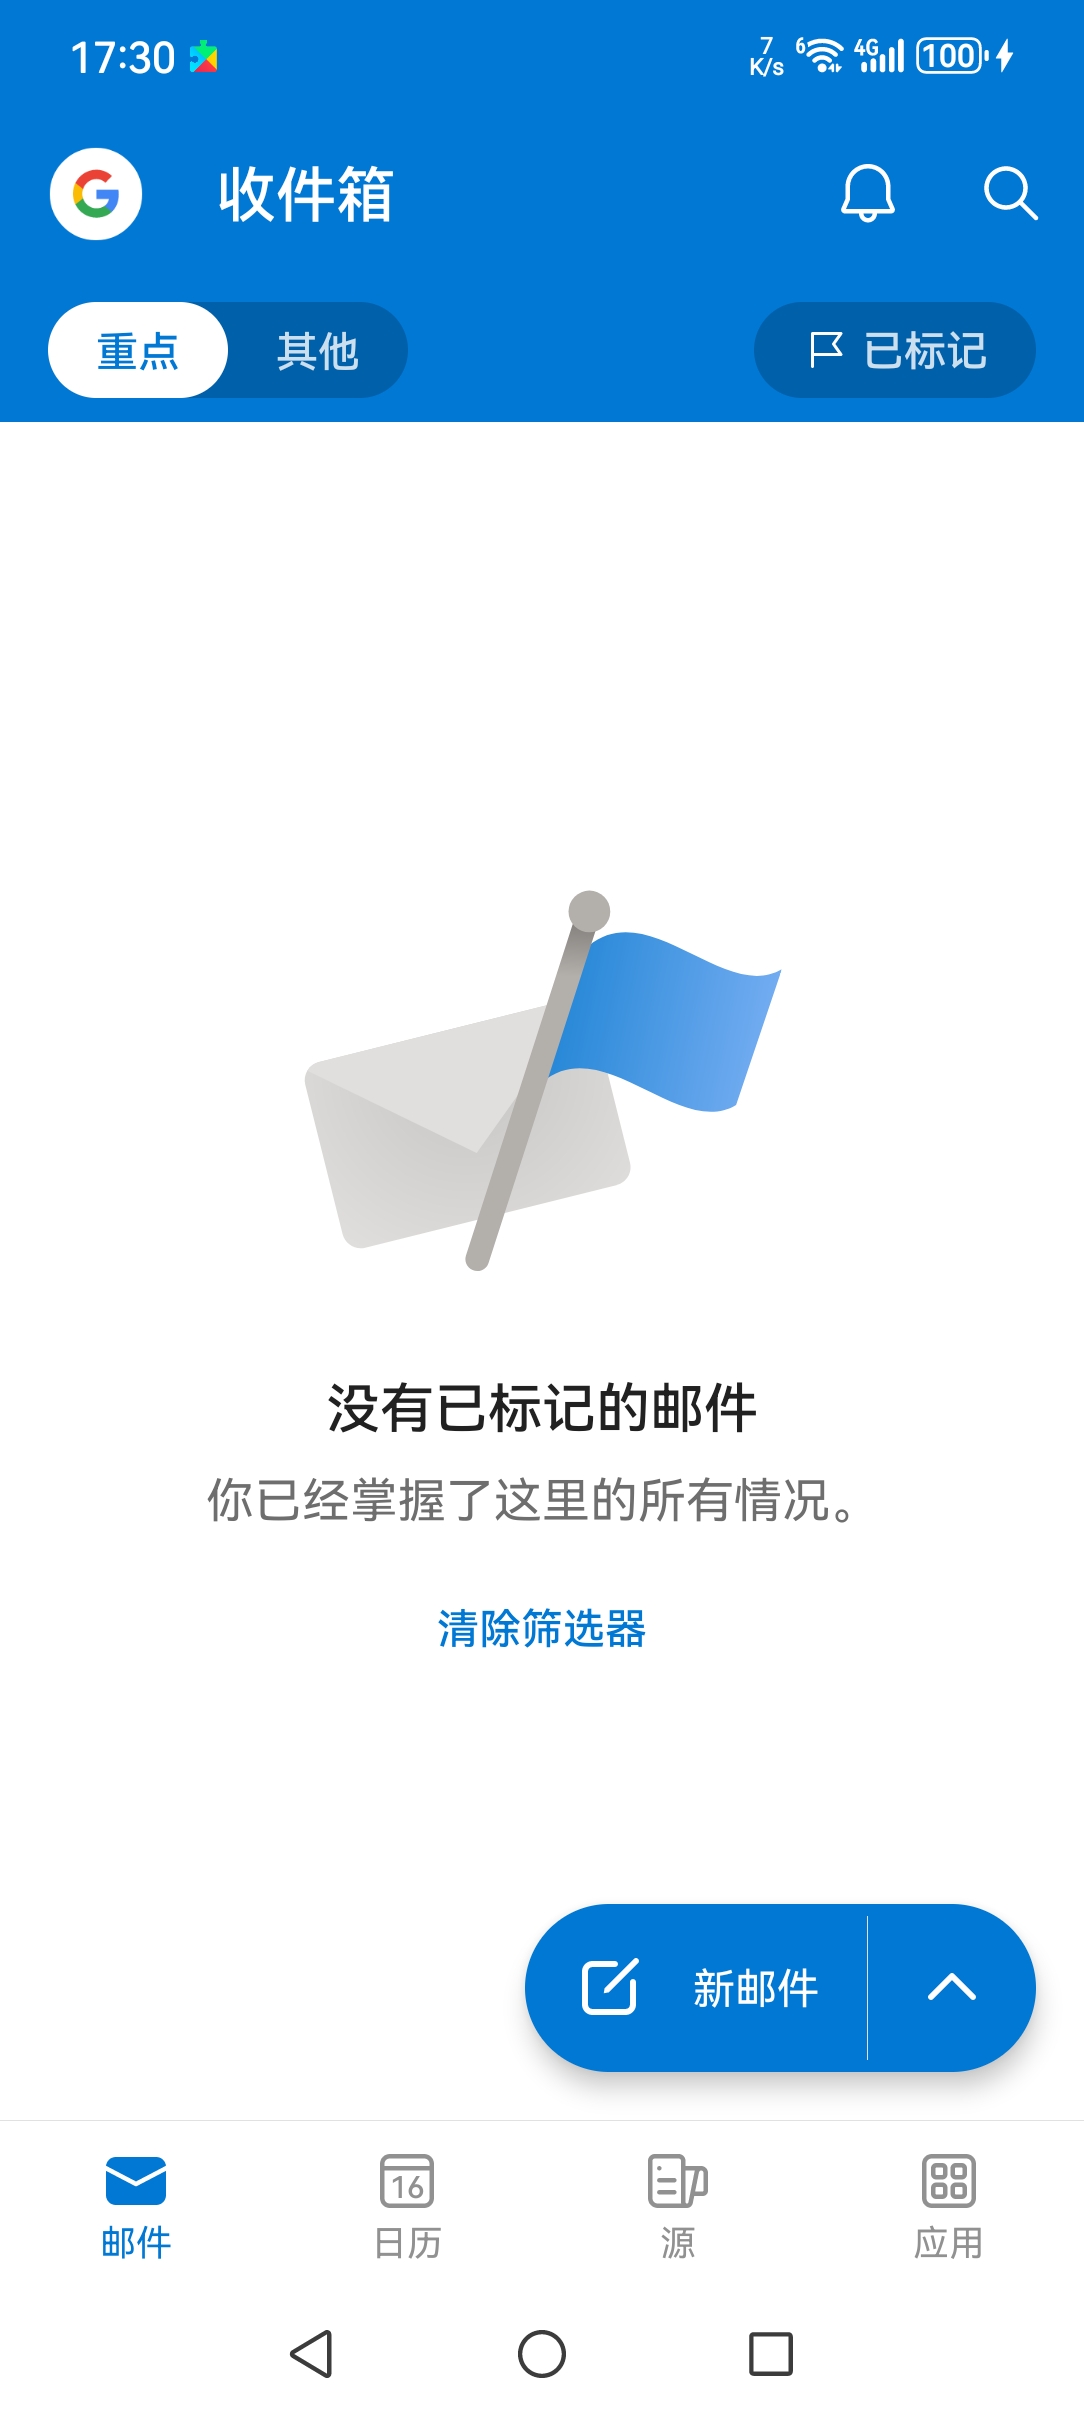 17:30
7 K/s 6 4G 100
收件箱
重点 其他 已标记
没有已标记的邮件
你已经掌握了这里的所有情况。
清除筛选器
新邮件
16
邮件 日历 源 应用